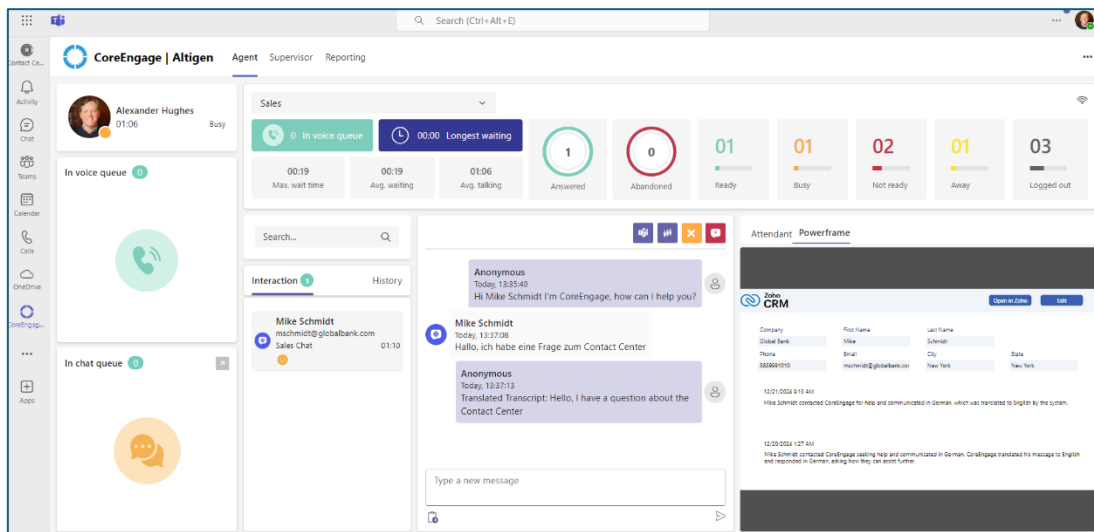 Search (Ctrl+Alt+E)
Contact Ce...
Activity
Chat
Teams
Calendar
Calls
OneDrive
CoreEngag...
Apps
CoreEngage | Altigen
Agent Supervisor Reporting
Alexander Hughes
01:06 Busy
In voice queue 0
In chat queue 0
Sales
0 In voice queue
00:00 Longest waiting
00:19
Max. wait time
00:19
Avg. waiting
01:06
Avg. talking
1
Answered
0
Abandoned
01
Ready
01
Busy
02
Not ready
01
Away
03
Logged out
Search...
Interaction 1 History
Mike Schmidt
mschmidt@globalbank.com
Sales Chat 01:10
Anonymous
Today, 13:35:40
Hi Mike Schmidt I'm CoreEngage, how can I help you?
Mike Schmidt
Today, 13:37:08
Hallo, ich habe eine Frage zum Contact Center
Anonymous
Today, 13:37:13
Translated Transcript: Hello, I have a question about the
Contact Center
Type a new message
Attendant Powerframe
Zoho
CRM
Open in Zoho Edit
Company First Name Last Name
Global Bank Mike Schmidt
Phone Email City State
8889991010 mschmidt@globalbank.cor New York New York
12/21/2024 9:13 AM
Mike Schmidt contacted CoreEngage for help and communicated in German, which was translated to English by the system.
12/20/2024 1:27 AM
Mike Schmidt contacted CoreEngage seeking help and communicated in German. CoreEngage translated his message to English
and responded in German, asking how they can assist further.